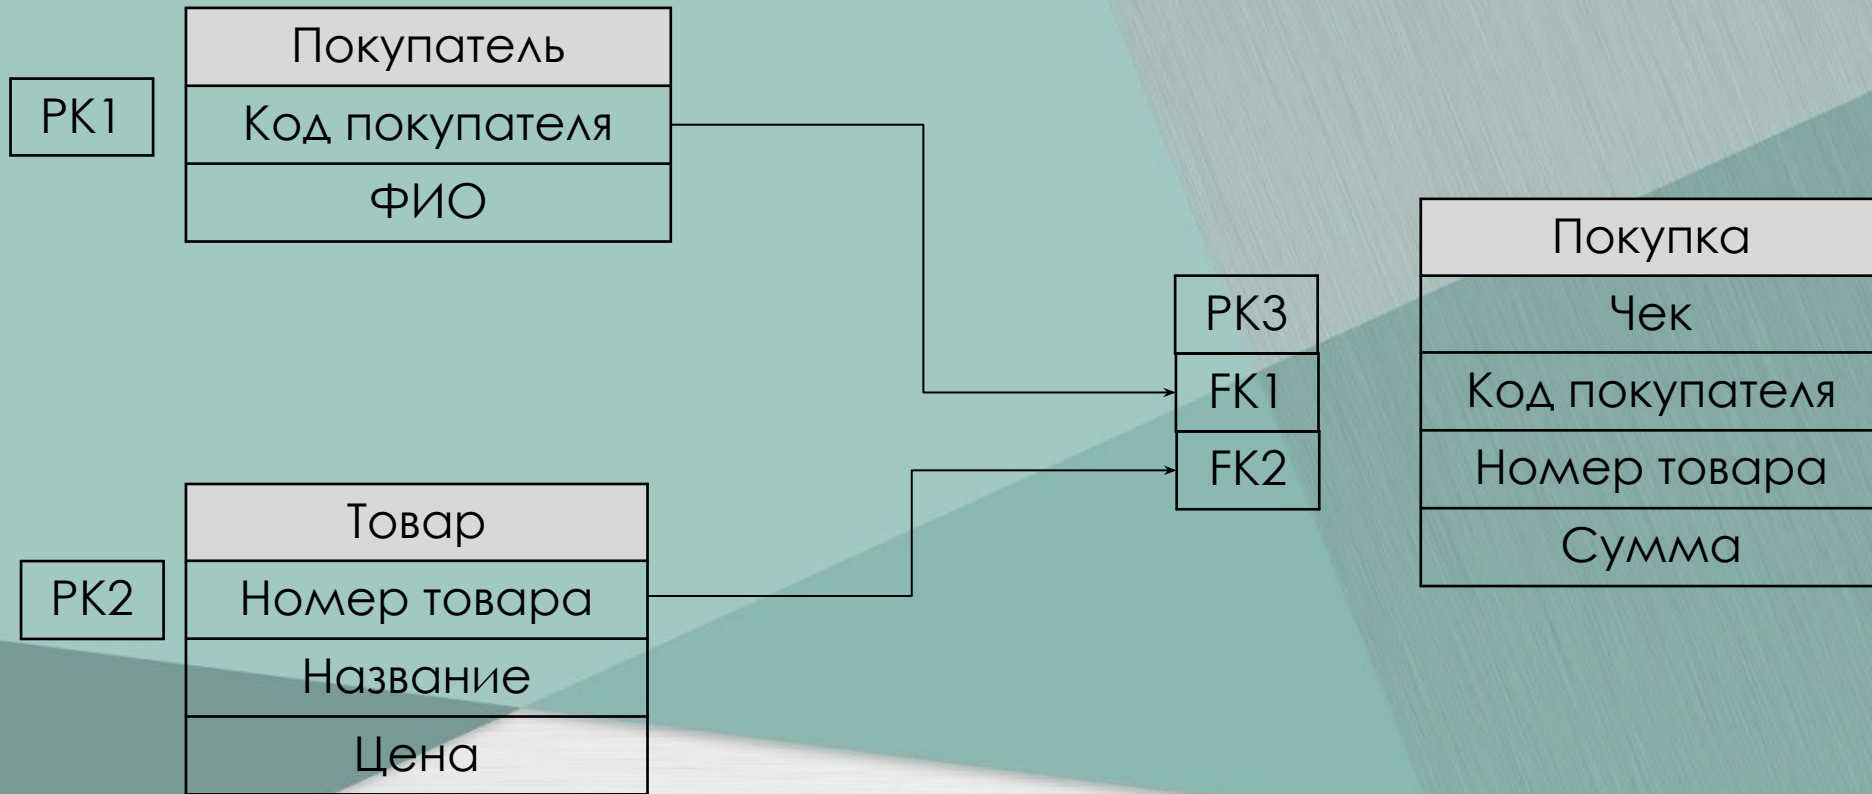 Покупатель
PK1
Код покупателя
ФИО
Товар
PK2
Номер товара
Название
Цена
Покупка
PK3
Чек
FK1
Код покупателя
FK2
Номер товара
Сумма